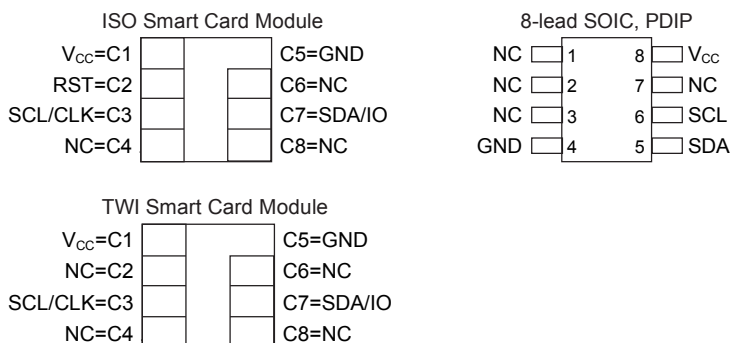 ISO Smart Card Module
VCC=C1 C5=GND
RST=C2 C6=NC
SCL/CLK=C3 C7=SDA/IO
NC=C4 C8=NC
8-lead SOIC, PDIP
NC 1 8 VCC
NC 2 7 NC
NC 3 6 SCL
GND 4 5 SDA
TWI Smart Card Module
VCC=C1 C5=GND
NC=C2 C6=NC
SCL/CLK=C3 C7=SDA/IO
NC=C4 C8=NC